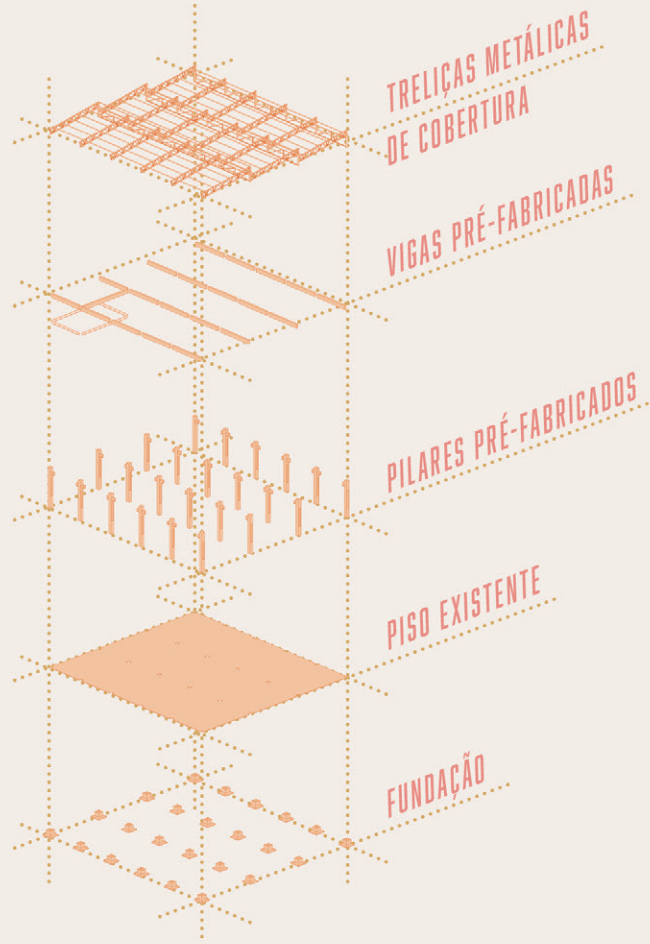 TRELIÇAS METÁLICAS
DE COBERTURA
VIGAS PRÉ-FABRICADAS
PILARES PRÉ-FABRICADOS
PISO EXISTENTE
FUNDAÇÃO